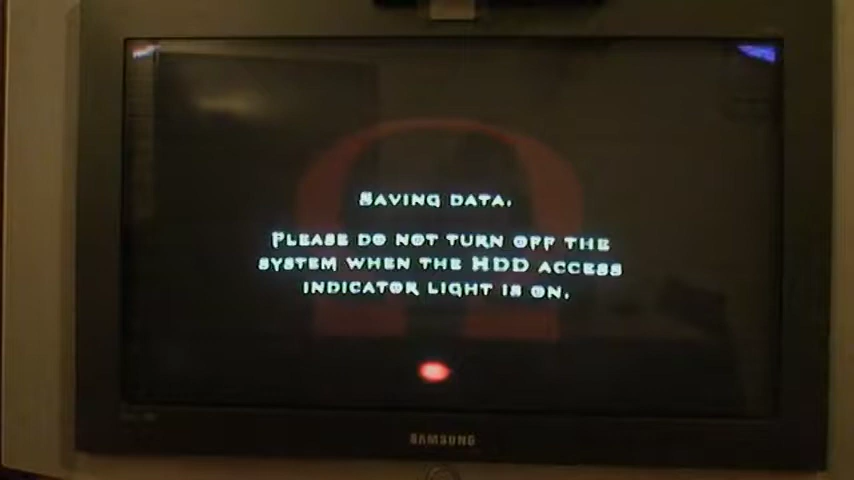 SAVING DATA.
PLEASE DO NOT TURN OFF THE
SYSTEM WHEN THE HDD ACCESS
INDICATOR LIGHT IS ON.
SAMSUNG